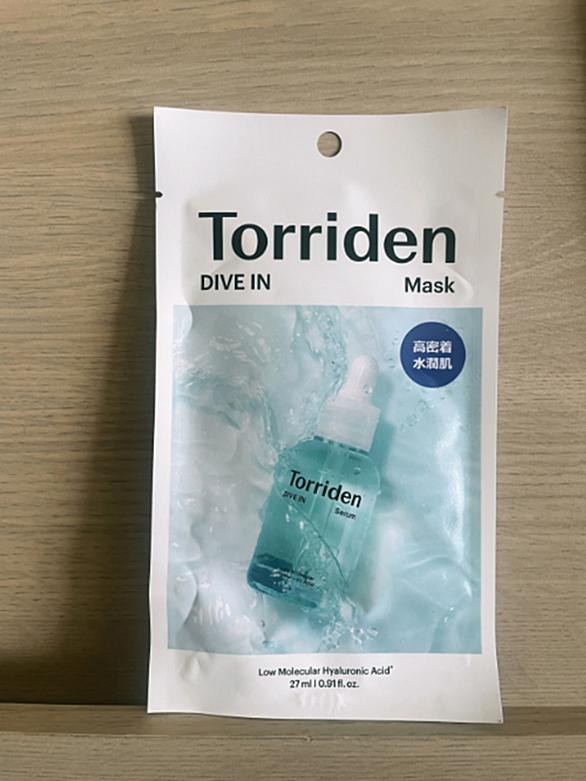 Torriden
DIVE IN Mask
高密着
水潤肌
Torriden
DIVE IN
Serum
Low Molecular Hyaluronic Acid*
27 ml | 0.91 fl. oz.